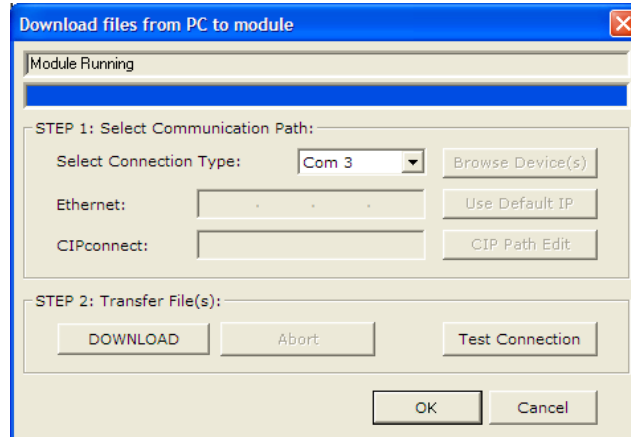 Download files from PC to module
Module Running
STEP 1: Select Communication Path:
Select Connection Type: Com 3 Browse Device(s)
Ethernet: . . . Use Default IP
CIPconnect: CIP Path Edit
STEP 2: Transfer File(s):
DOWNLOAD Abort Test Connection
OK Cancel